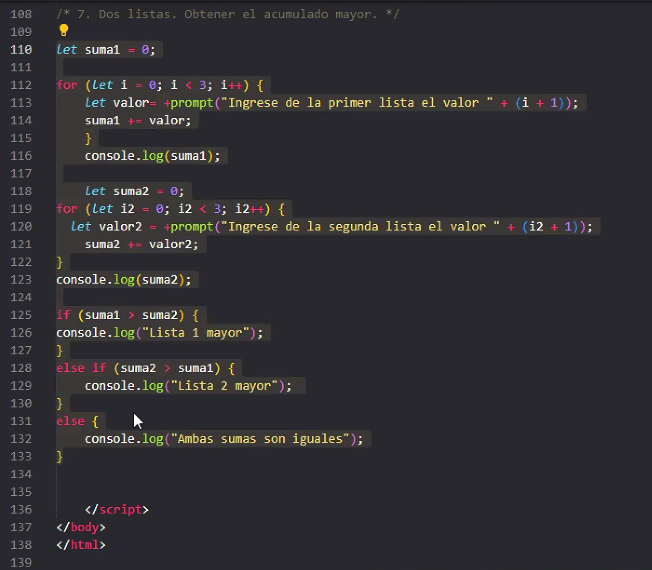 108 /* 7. Dos listas. Obtener el acumulado mayor. */
109
110 let suma1 = 0;
111
112 for (let i = 0; i < 3; i++) {
113     let valor= +prompt("Ingrese de la primer lista el valor " + (i + 1));
114     suma1 += valor;
115     }
116     console.log(suma1);
117
118     let suma2 = 0;
119 for (let i2 = 0; i2 < 3; i2++) {
120   let valor2 = +prompt("Ingrese de la segunda lista el valor " + (i2 + 1));
121     suma2 += valor2;
122 }
123 console.log(suma2);
124
125 if (suma1 > suma2) {
126 console.log("Lista 1 mayor");
127 }
128 else if (suma2 > suma1) {
129     console.log("Lista 2 mayor");
130 }
131 else {
132     console.log("Ambas sumas son iguales");
133 }
134
135
136     </script>
137 </body>
138 </html>
139